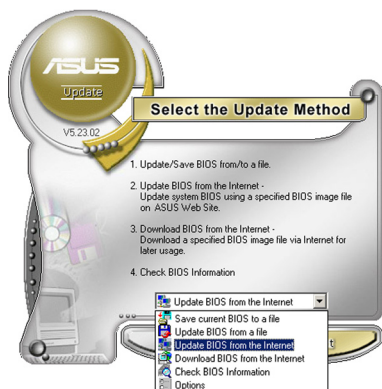 ASUS
Update
V5.23.02
Select the Update Method
1. Update/Save BIOS from/to a file.
2. Update BIOS from the Internet -
Update system BIOS using a specified BIOS image file
on ASUS Web Site.
3. Download BIOS from the Internet -
Download a specified BIOS image file via Internet for
later usage.
4. Check BIOS Information
Update BIOS from the Internet
Save current BIOS to a file
Update BIOS from a file
Update BIOS from the Internet
Download BIOS from the Internet
Check BIOS Information
Options